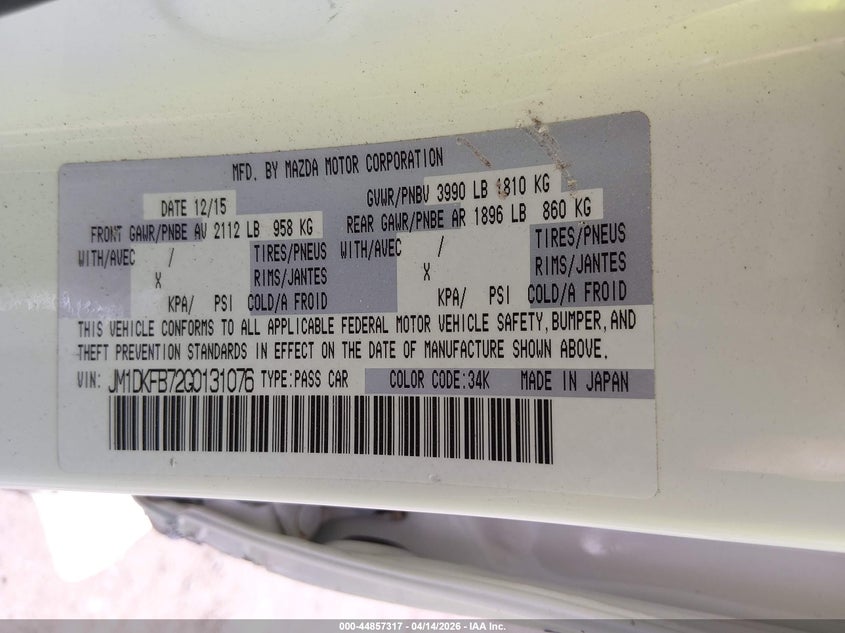 MFD. BY MAZDA MOTOR CORPORATION
DATE 12/15 GVWR/PNBV 3990 LB 1810 KG
FRONT GAWR/PNBE AV 2112 LB 958 KG REAR GAWR/PNBE AR 1896 LB 860 KG
WITH/AVEC / TIRES/PNEUS WITH/AVEC / TIRES/PNEUS
X RIMS/JANTES X RIMS/JANTES
KPA/ PSI COLD/A FROID KPA/ PSI COLD/A FROID
THIS VEHICLE CONFORMS TO ALL APPLICABLE FEDERAL MOTOR VEHICLE SAFETY, BUMPER, AND
THEFT PREVENTION STANDARDS IN EFFECT ON THE DATE OF MANUFACTURE SHOWN ABOVE.
VIN: JM1DKFB72G0131076 TYPE:PASS CAR COLOR CODE:34K MADE IN JAPAN
000-44857317 - 04/14/2026 - IAA Inc.